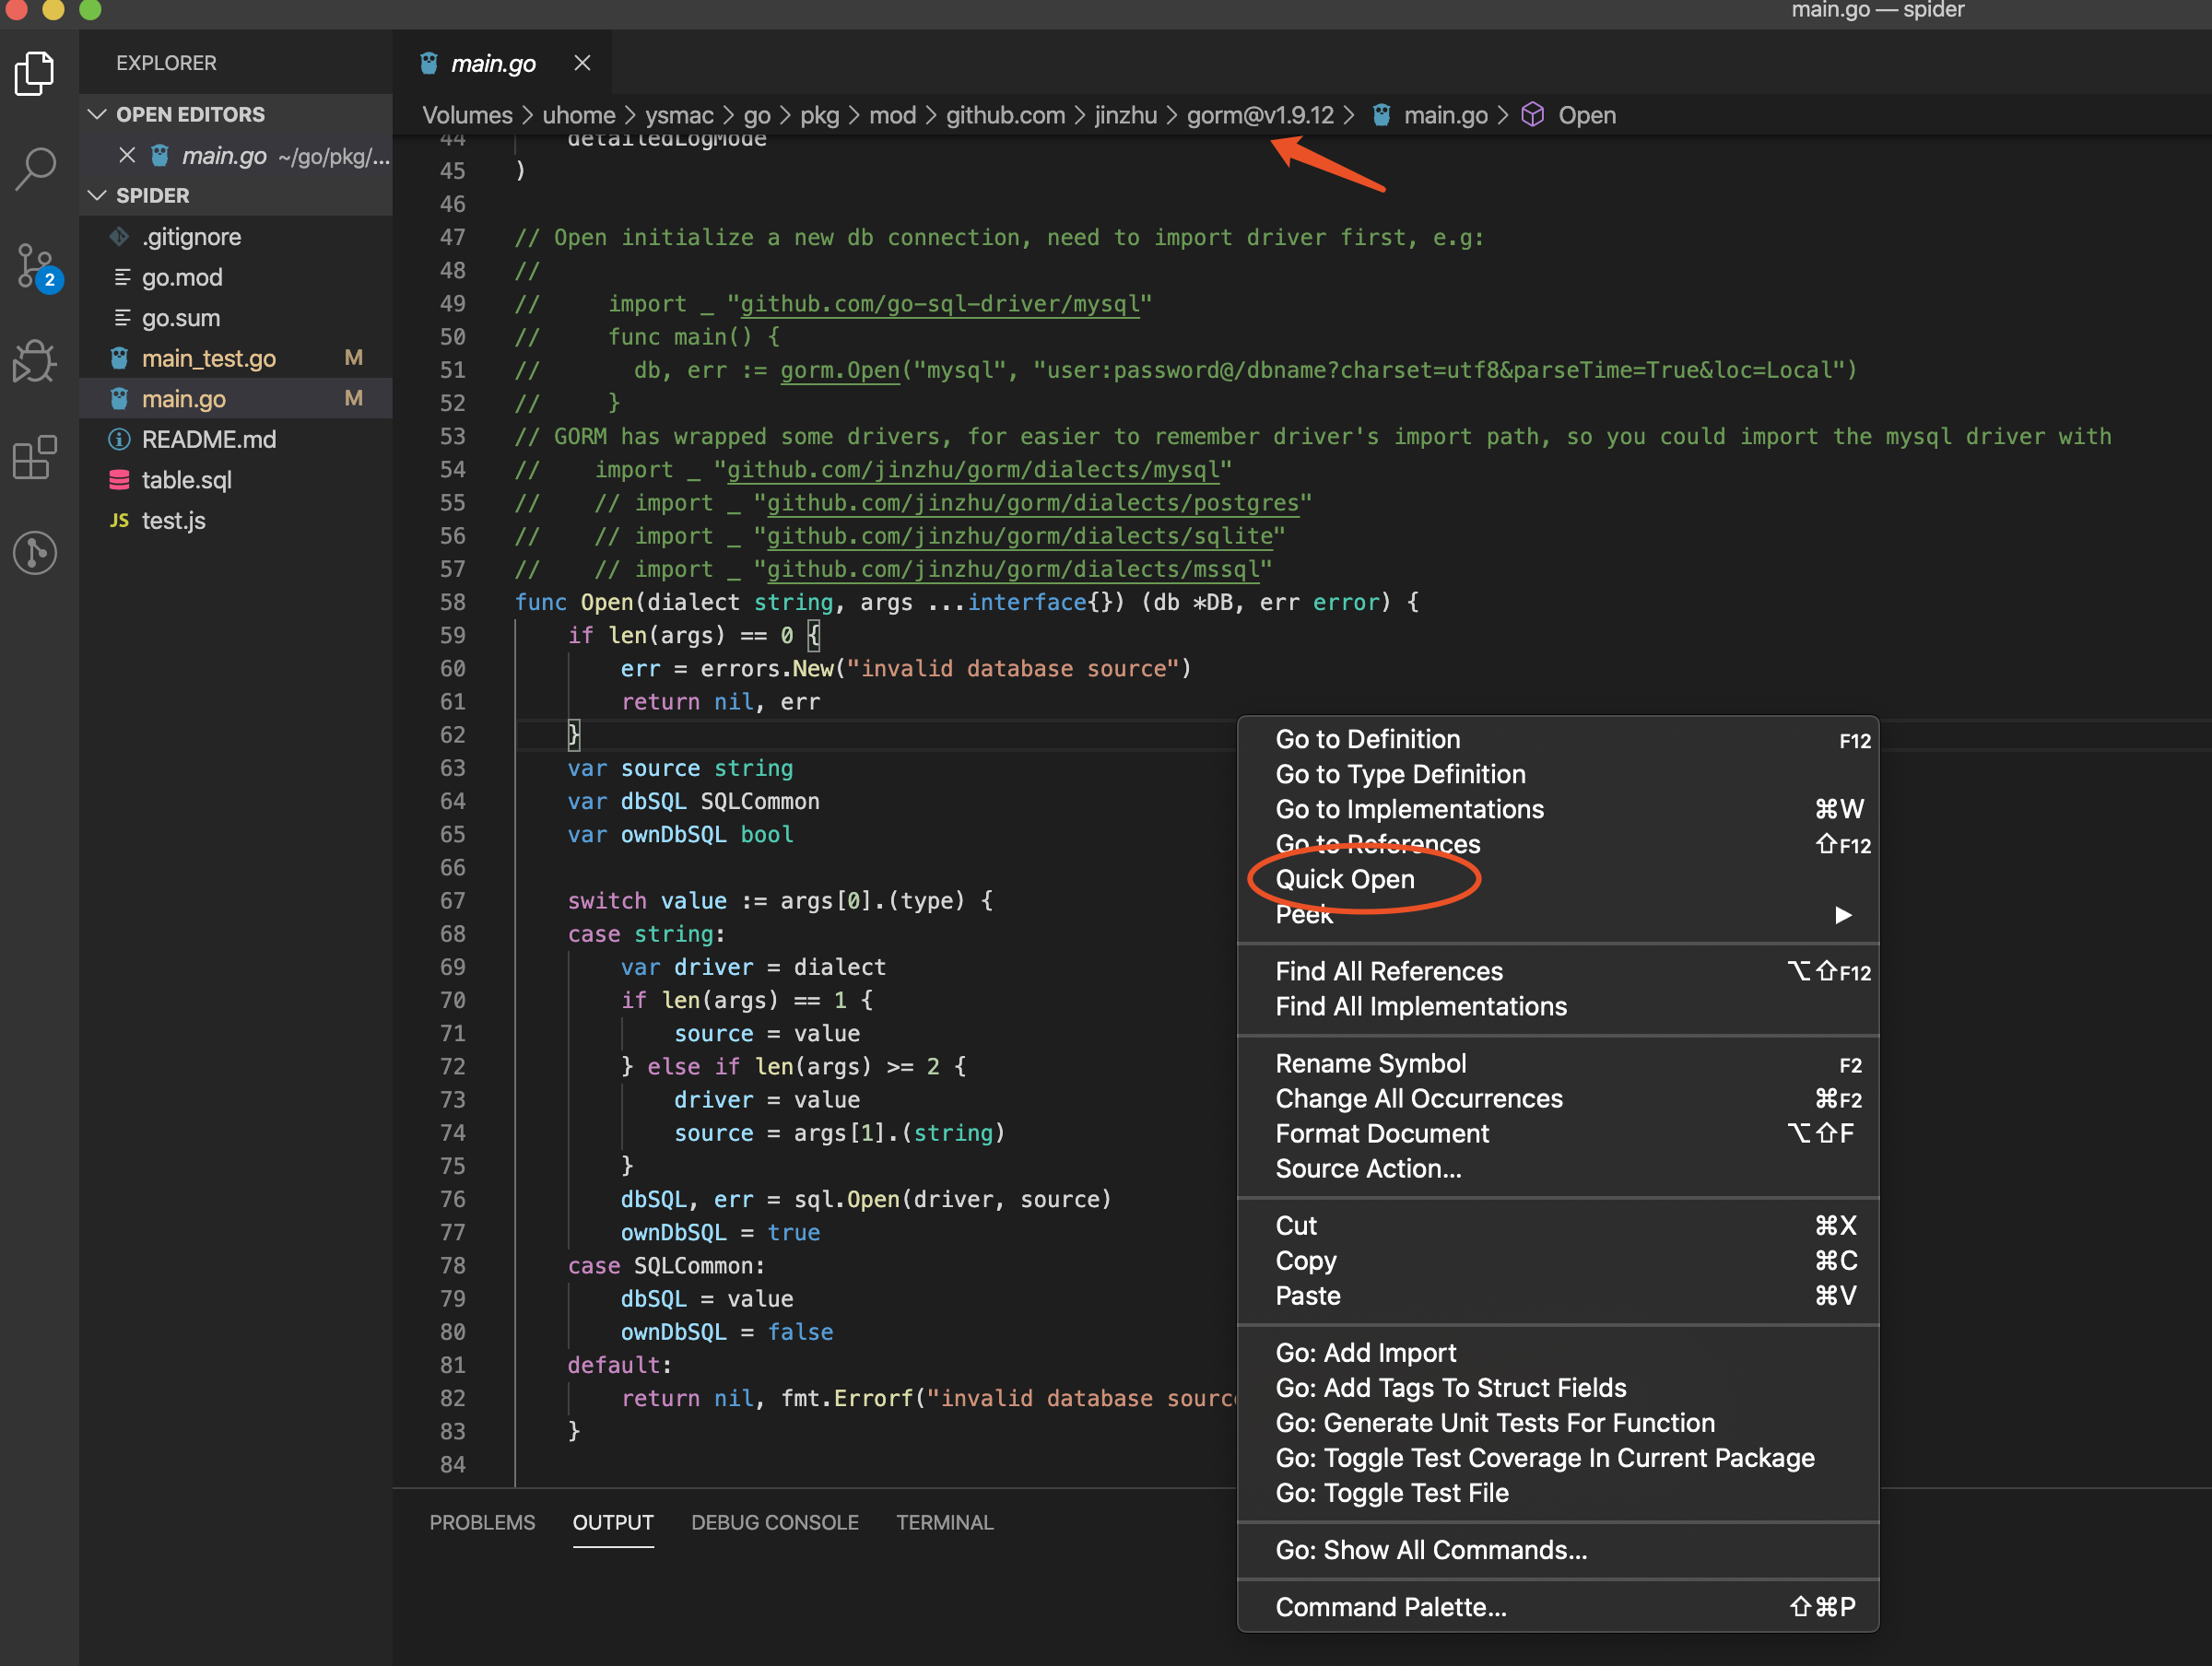 main.go — spider
EXPLORER
OPEN EDITORS
main.go ~/go/pkg/...
SPIDER
.gitignore
go.mod
go.sum
main_test.go M
main.go M
README.md
table.sql
JS test.js
2
main.go
Volumes > uhome > ysmac > go > pkg > mod > github.com > jinzhu > gorm@v1.9.12 > main.go > Open
44 detailedLogMode
45 )
46
47 // Open initialize a new db connection, need to import driver first, e.g:
48 //
49 // import _ "github.com/go-sql-driver/mysql"
50 // func main() {
51 // db, err := gorm.Open("mysql", "user:password@/dbname?charset=utf8&parseTime=True&loc=Local")
52 // }
53 // GORM has wrapped some drivers, for easier to remember driver's import path, so you could import the mysql driver with
54 // import _ "github.com/jinzhu/gorm/dialects/mysql"
55 // // import _ "github.com/jinzhu/gorm/dialects/postgres"
56 // // import _ "github.com/jinzhu/gorm/dialects/sqlite"
57 // // import _ "github.com/jinzhu/gorm/dialects/mssql"
58 func Open(dialect string, args ...interface{}) (db *DB, err error) {
59 if len(args) == 0 {
60 err = errors.New("invalid database source")
61 return nil, err
62 }
63 var source string
64 var dbSQL SQLCommon
65 var ownDbSQL bool
66
67 switch value := args[0].(type) {
68 case string:
69 var driver = dialect
70 if len(args) == 1 {
71 source = value
72 } else if len(args) >= 2 {
73 driver = value
74 source = args[1].(string)
75 }
76 dbSQL, err = sql.Open(driver, source)
77 ownDbSQL = true
78 case SQLCommon:
79 dbSQL = value
80 ownDbSQL = false
81 default:
82 return nil, fmt.Errorf("invalid database sourc
83 }
84
Go to Definition F12
Go to Type Definition
Go to Implementations ⌘W
Go to References ⇧F12
Quick Open
Peek ▶
Find All References ⌥⇧F12
Find All Implementations
Rename Symbol F2
Change All Occurrences ⌘F2
Format Document ⌥⇧F
Source Action...
Cut ⌘X
Copy ⌘C
Paste ⌘V
Go: Add Import
Go: Add Tags To Struct Fields
Go: Generate Unit Tests For Function
Go: Toggle Test Coverage In Current Package
Go: Toggle Test File
Go: Show All Commands...
Command Palette... ⇧⌘P
PROBLEMS OUTPUT DEBUG CONSOLE TERMINAL